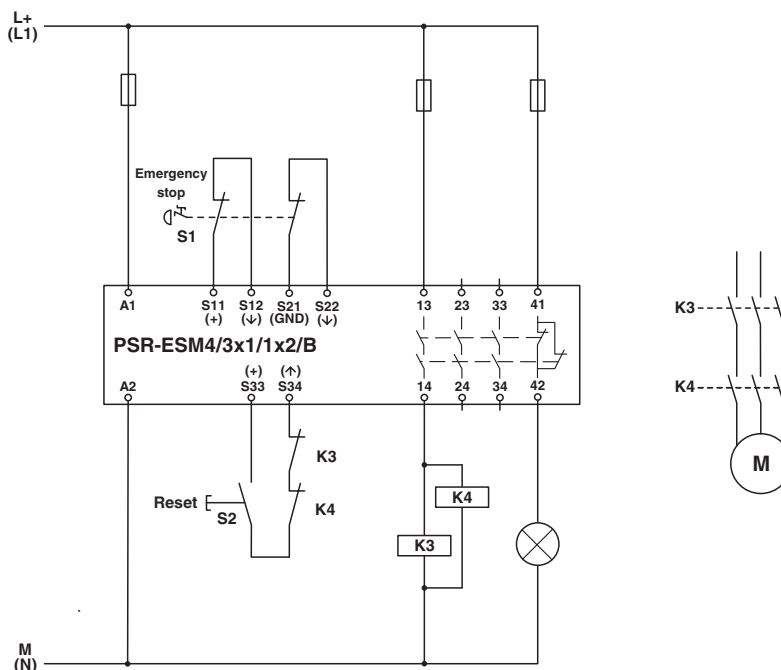 L+
(L1)
Emergency
stop
S1
A1
S11
(+)
S12
(↓)
S21
(GND)
S22
(↓)
13
23
33
41
PSR-ESM4/3x1/1x2/B
A2
(+)
S33
(↑)
S34
14
24
34
42
K3
K4
Reset
S2
K4
K3
M
(N)
K3
K4
M